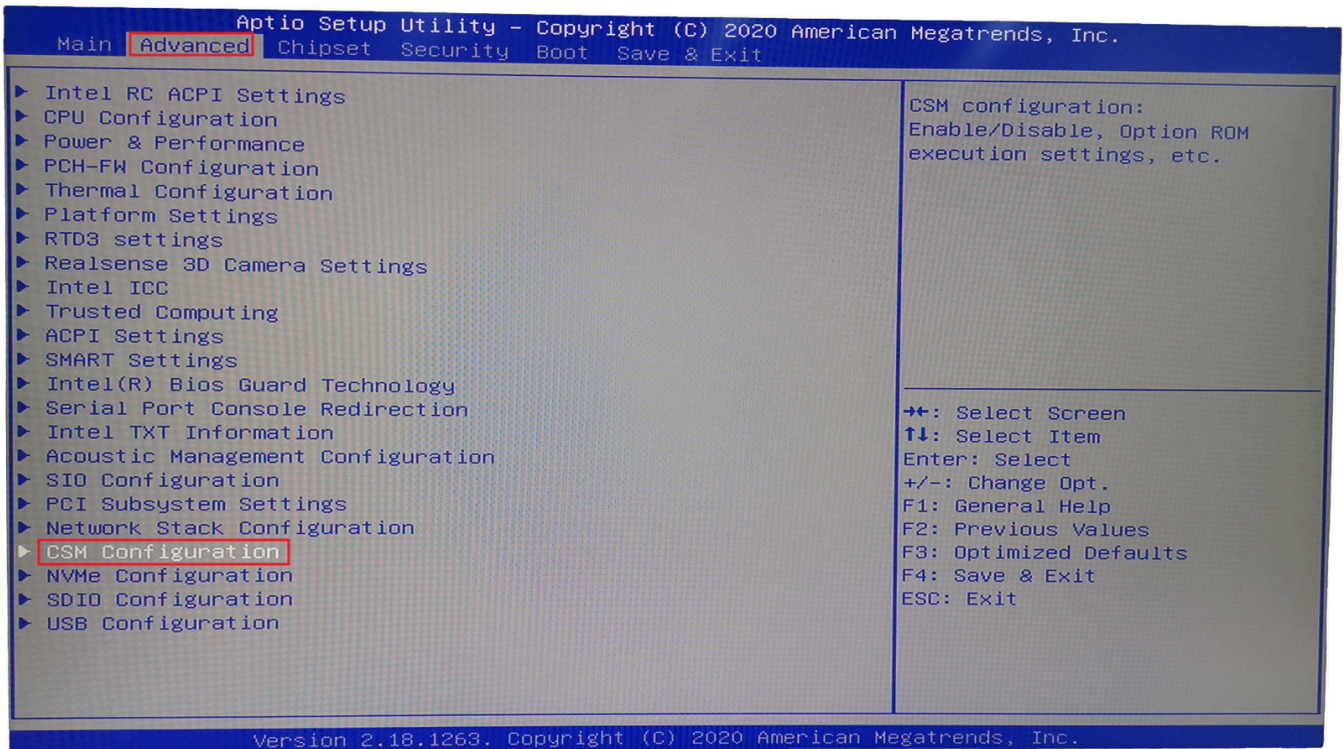 Aptio Setup Utility - Copyright (C) 2020 American Megatrends, Inc.
Main Advanced Chipset Security Boot Save & Exit
Intel RC ACPI Settings
CPU Configuration
Power & Performance
PCH-FW Configuration
Thermal Configuration
Platform Settings
RTD3 settings
Realsense 3D Camera Settings
Intel ICC
Trusted Computing
ACPI Settings
SMART Settings
Intel(R) Bios Guard Technology
Serial Port Console Redirection
Intel TXT Information
Acoustic Management Configuration
SIO Configuration
PCI Subsystem Settings
Network Stack Configuration
CSM Configuration
NVMe Configuration
SDIO Configuration
USB Configuration
CSM configuration:
Enable/Disable, Option ROM
execution settings, etc.
→←: Select Screen
↑↓: Select Item
Enter: Select
+/-: Change Opt.
F1: General Help
F2: Previous Values
F3: Optimized Defaults
F4: Save & Exit
ESC: Exit
Version 2.18.1263. Copyright (C) 2020 American Megatrends, Inc.